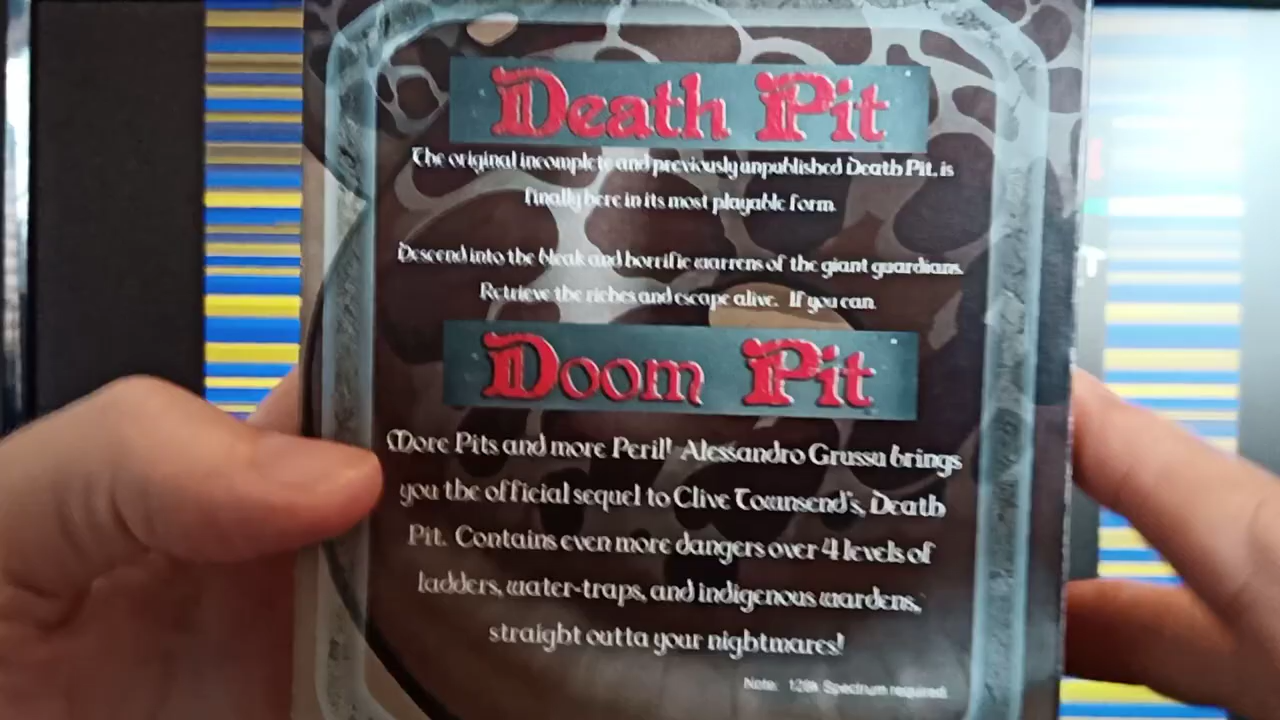 Death Pit
The original incomplete and previously unpublished Death Pit, is
finally here in its most playable form.
Descend into the bleak and horrific warrens of the giant guardians.
Retrieve the riches and escape alive. If you can.
Doom Pit
More Pits and more Peril! Alessandro Grussu brings
you the official sequel to Clive Townsend's, Death
Pit. Contains even more dangers over 4 levels of
ladders, water-traps, and indigenous wardens,
straight outta your nightmares!
Note: 128k Spectrum required.